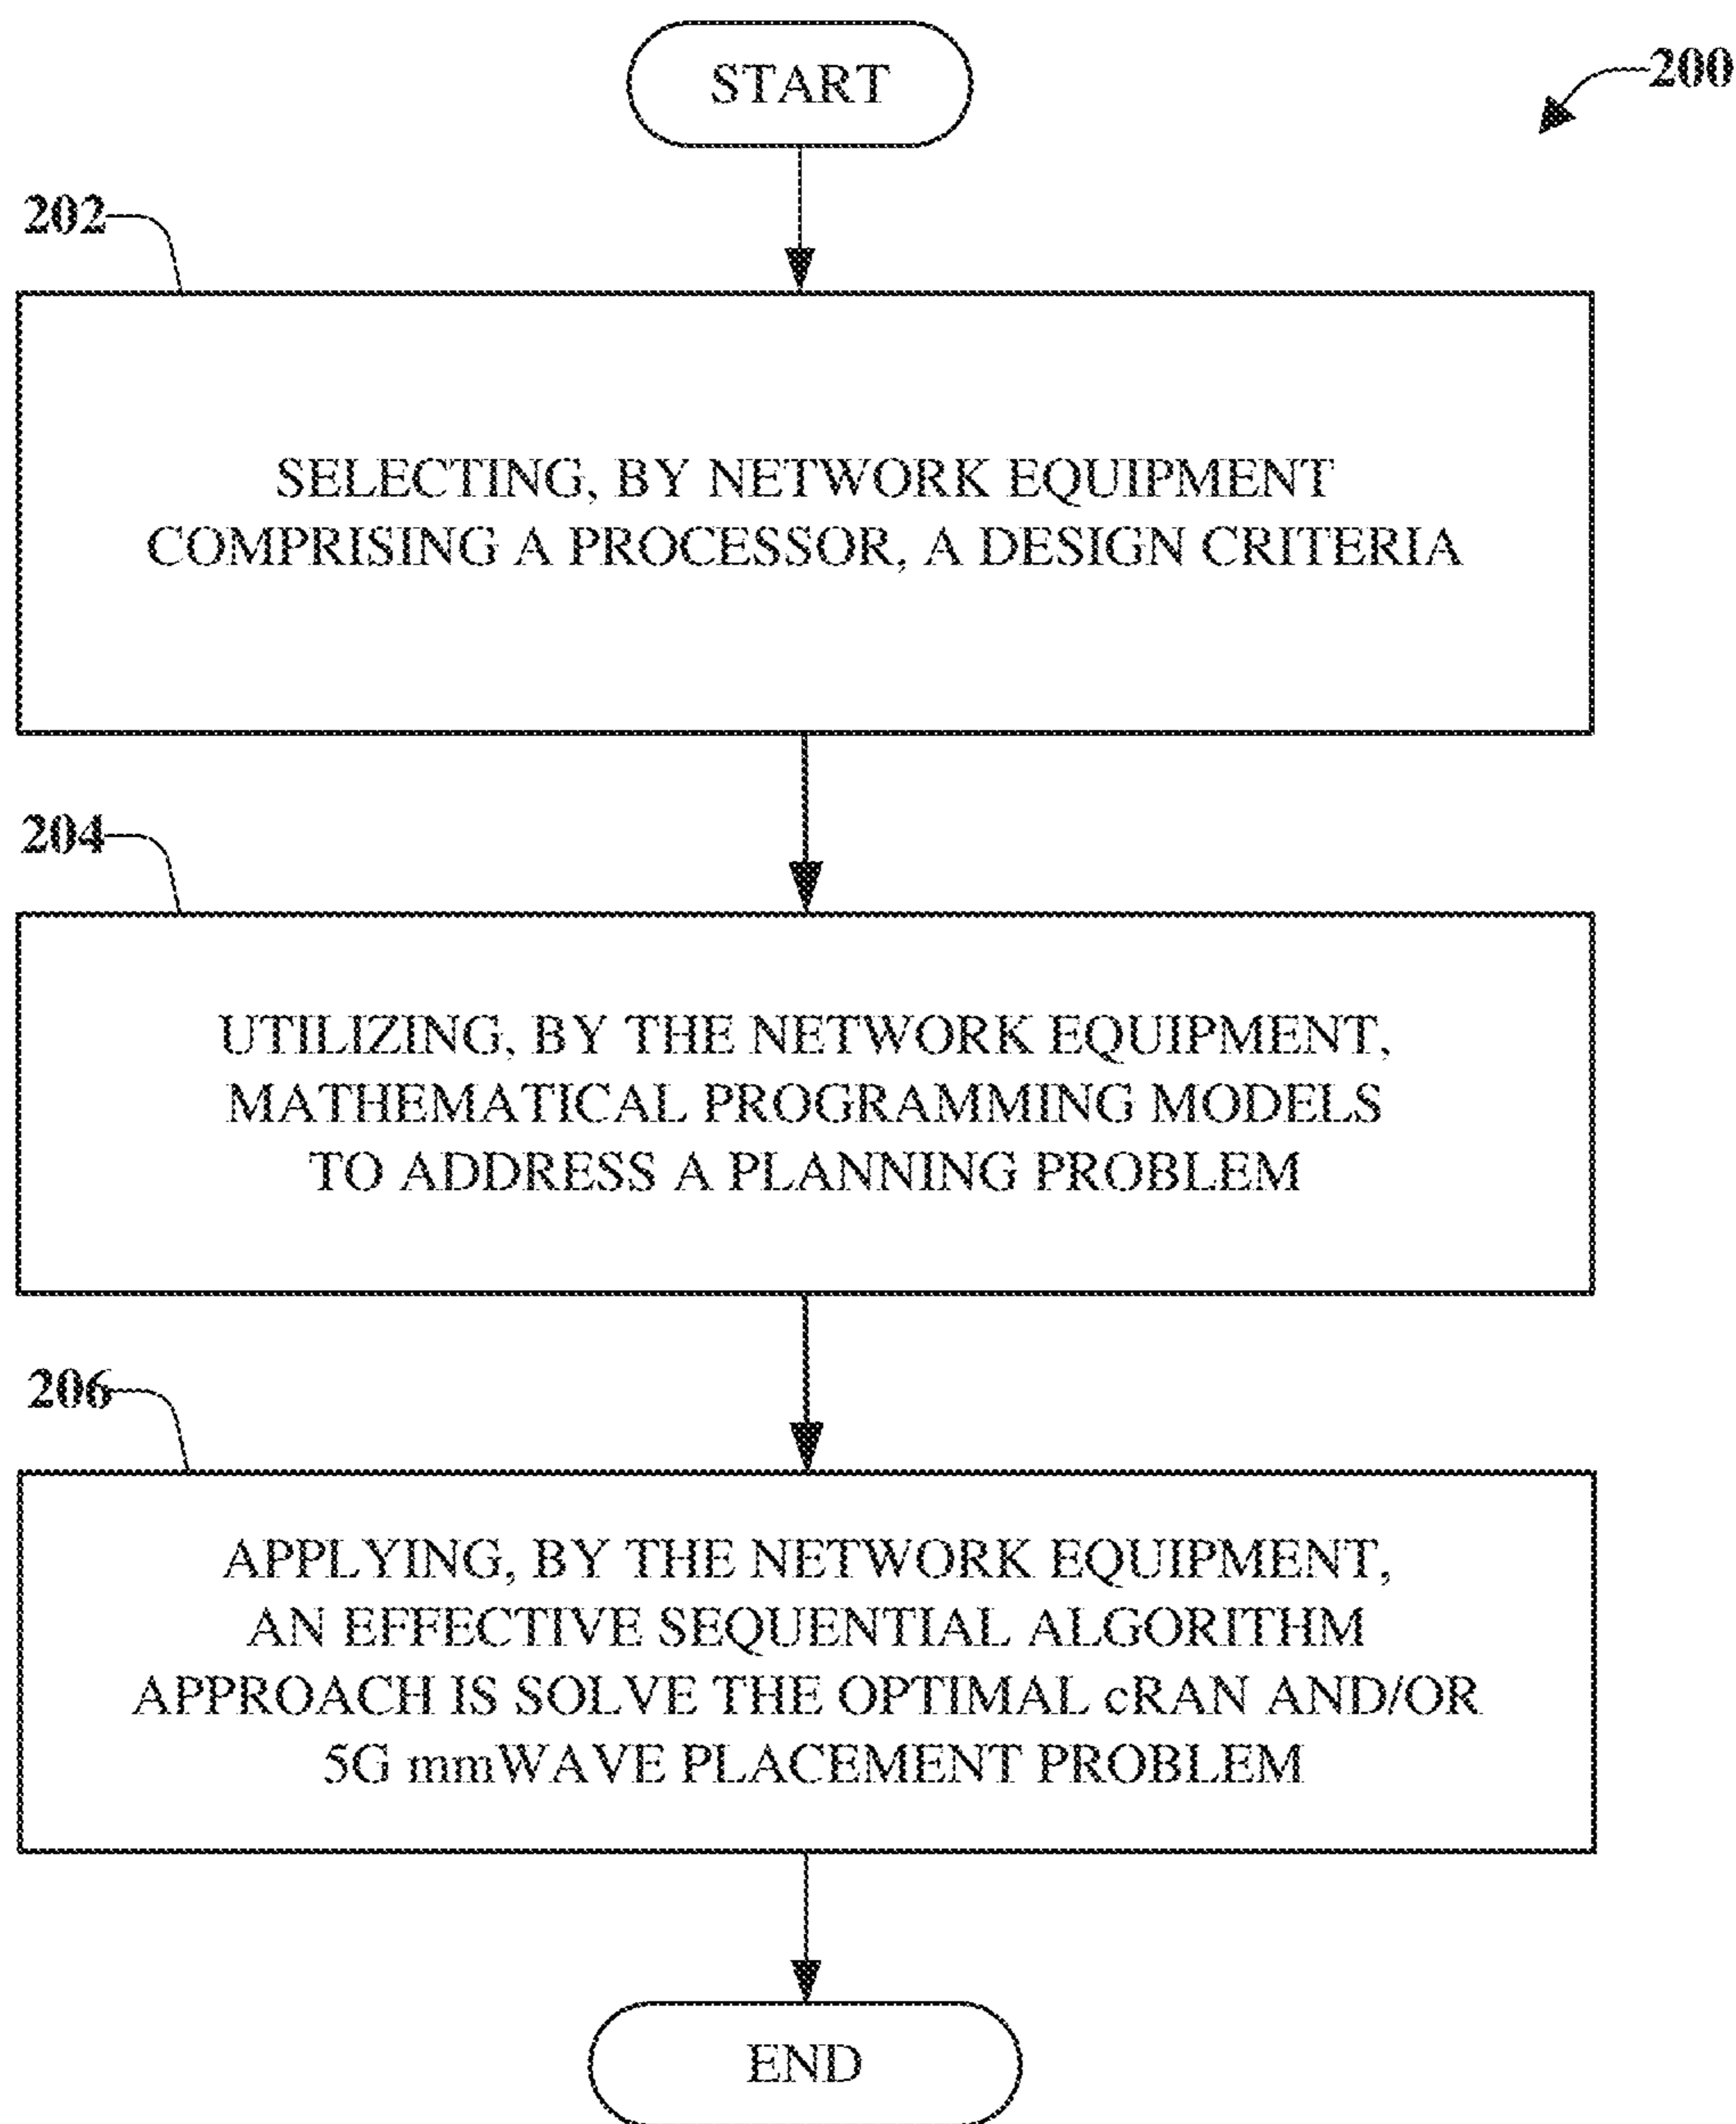 START
200
202
SELECTING, BY NETWORK EQUIPMENT
COMPRISING A PROCESSOR, A DESIGN CRITERIA
204
UTILIZING, BY THE NETWORK EQUIPMENT,
MATHEMATICAL PROGRAMMING MODELS
TO ADDRESS A PLANNING PROBLEM
206
APPLYING, BY THE NETWORK EQUIPMENT,
AN EFFECTIVE SEQUENTIAL ALGORITHM
APPROACH IS SOLVE THE OPTIMAL cRAN AND/OR
5G mmWAVE PLACEMENT PROBLEM
END